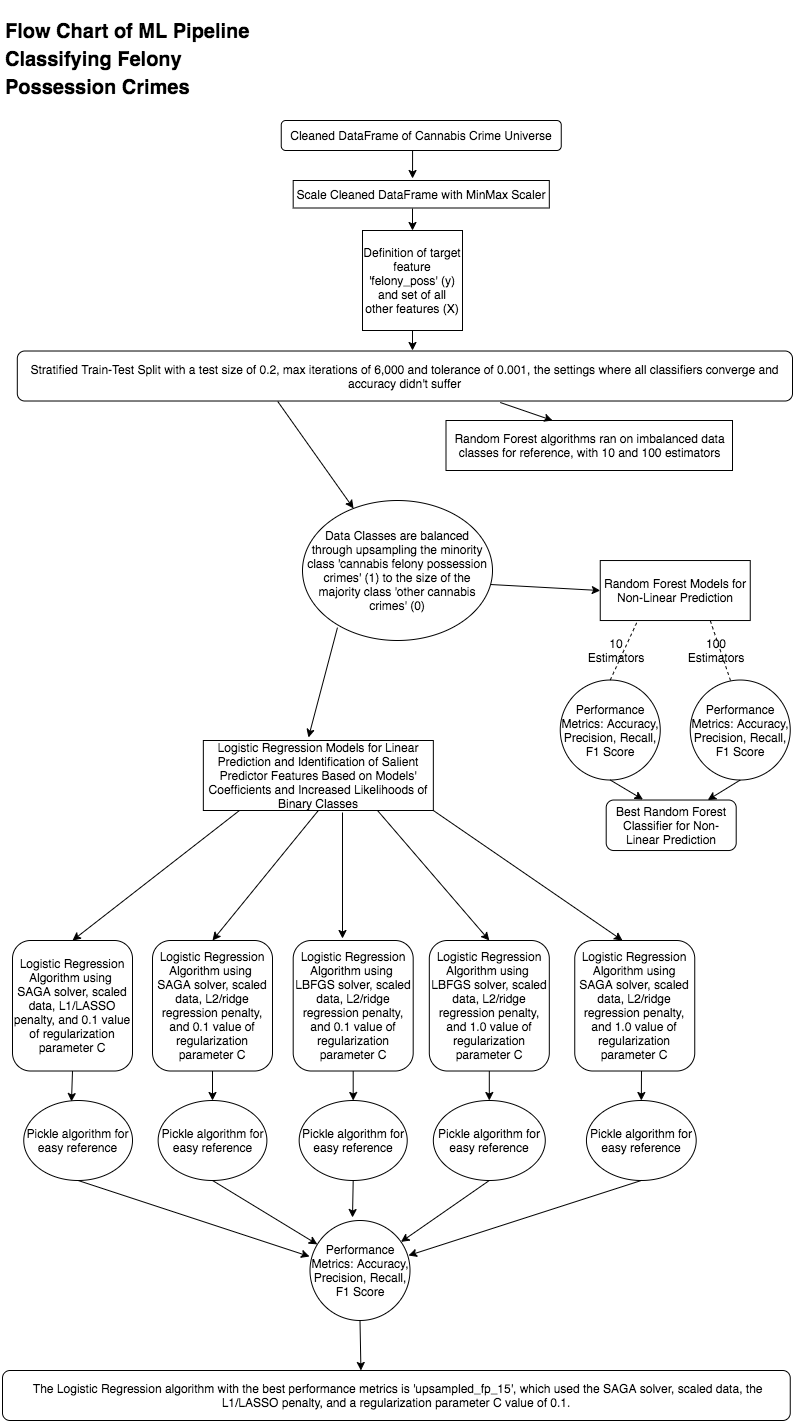 Flow Chart of ML Pipeline
Classifying Felony
Possession Crimes
Cleaned DataFrame of Cannabis Crime Universe
Scale Cleaned DataFrame with MinMax Scaler
Definition of target
feature
'felony_poss' (y)
and set of all
other features (X)
Stratified Train-Test Split with a test size of 0.2, max iterations of 6,000 and tolerance of 0.001, the settings where all classifiers converge and
accuracy didn't suffer
Random Forest algorithms ran on imbalanced data
classes for reference, with 10 and 100 estimators
Data Classes are balanced
through upsampling the minority
class 'cannabis felony possession
crimes' (1) to the size of the
majority class 'other cannabis
crimes' (0)
Random Forest Models for
Non-Linear Prediction
10
Estimators
100
Estimators
Performance
Metrics: Accuracy,
Precision, Recall,
F1 Score
Performance
Metrics: Accuracy,
Precision, Recall,
F1 Score
Best Random Forest
Classifier for Non-
Linear Prediction
Logistic Regression Models for Linear
Prediction and Identification of Salient
Predictor Features Based on Models'
Coefficients and Increased Likelihoods of
Binary Classes
Logistic Regression
Algorithm using
SAGA solver, scaled
data, L1/LASSO
penalty, and 0.1 value
of regularization
parameter C
Logistic Regression
Algorithm using
SAGA solver, scaled
data, L2/ridge
regression penalty,
and 0.1 value of
regularization
parameter C
Logistic Regression
Algorithm using
LBFGS solver, scaled
data, L2/ridge
regression penalty,
and 0.1 value of
regularization
parameter C
Logistic Regression
Algorithm using
LBFGS solver, scaled
data, L2/ridge
regression penalty,
and 1.0 value of
regularization
parameter C
Logistic Regression
Algorithm using
SAGA solver, scaled
data, L2/ridge
regression penalty,
and 1.0 value of
regularization
parameter C
Pickle algorithm for
easy reference
Pickle algorithm for
easy reference
Pickle algorithm for
easy reference
Pickle algorithm for
easy reference
Pickle algorithm for
easy reference
Performance
Metrics: Accuracy,
Precision, Recall,
F1 Score
The Logistic Regression algorithm with the best performance metrics is 'upsampled_fp_15', which used the SAGA solver, scaled data, the
L1/LASSO penalty, and a regularization parameter C value of 0.1.